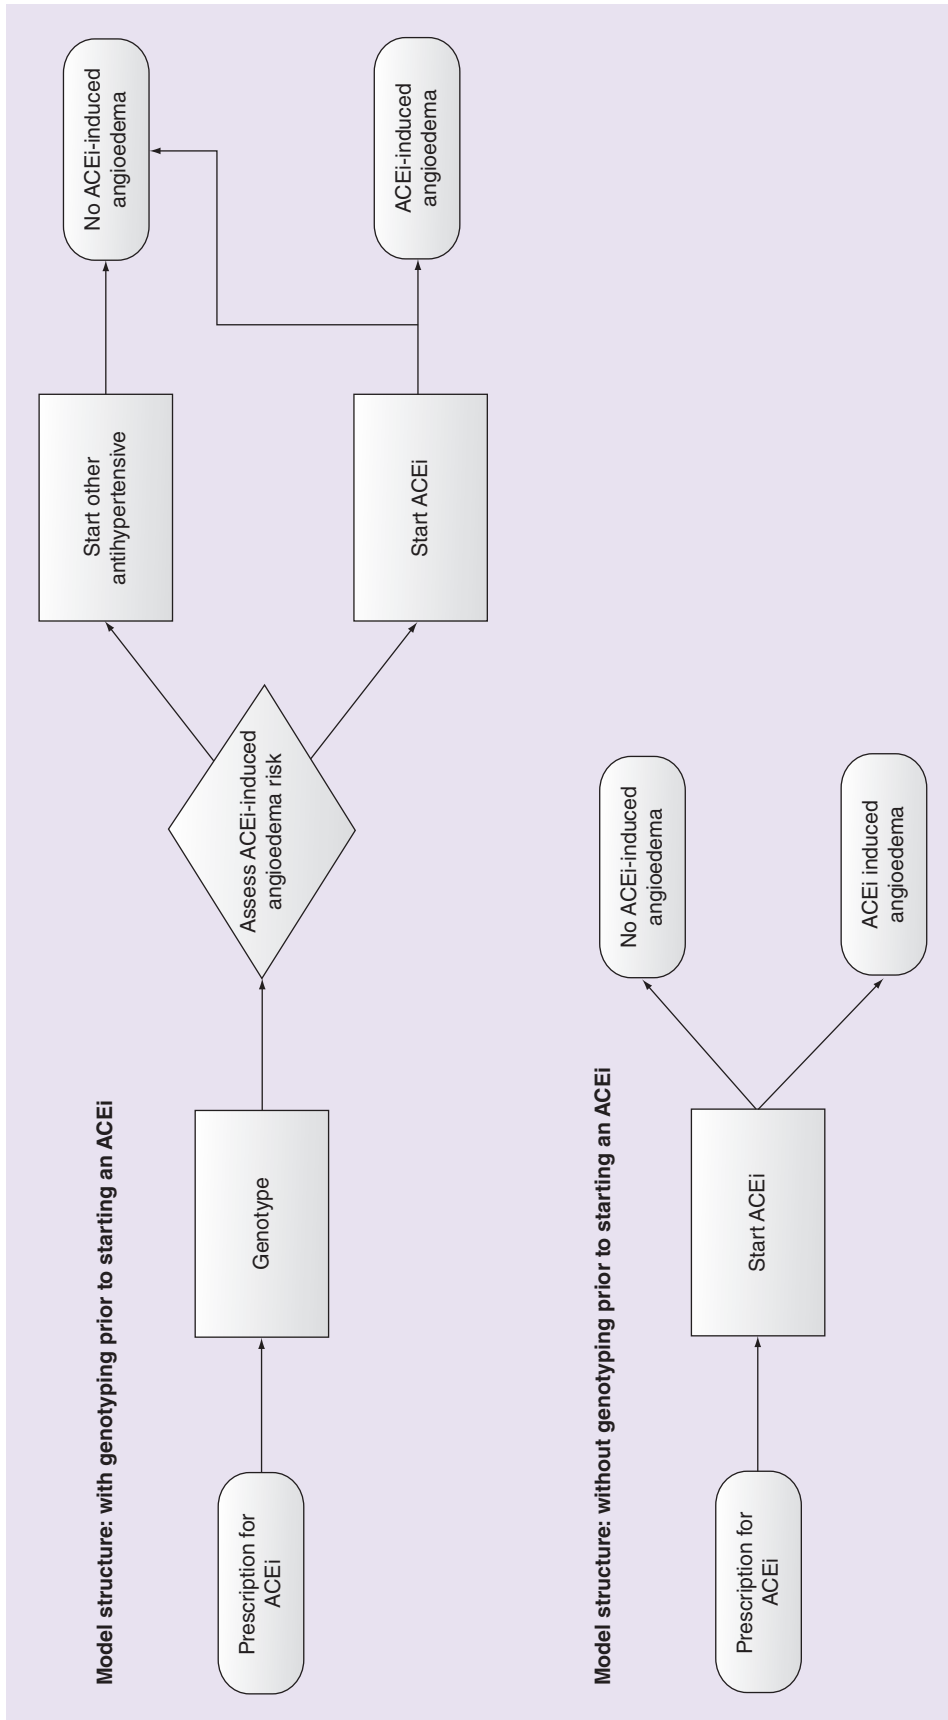 Model structure: with genotyping prior to starting an ACEi
Prescription for
ACEi
Genotype
Assess ACEi-induced
angioedema risk
Start other
antihypertensive
No ACEi-induced
angioedema
Start ACEi
ACEi-induced
angioedema
Model structure: without genotyping prior to starting an ACEi
Prescription for
ACEi
Start ACEi
No ACEi-induced
angioedema
ACEi induced
angioedema